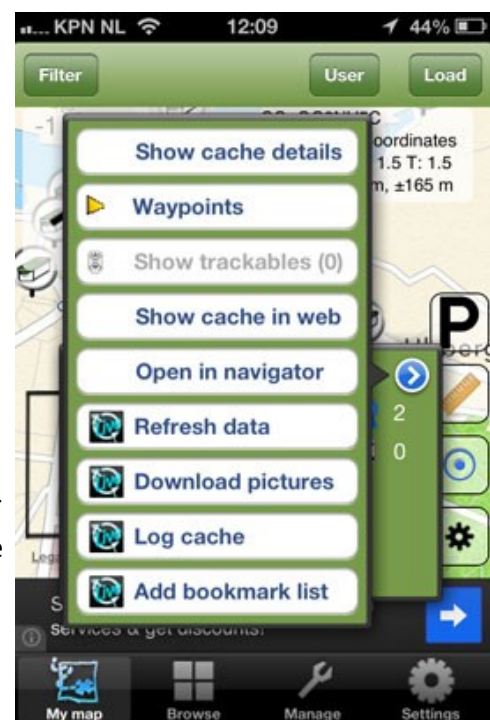 KPN NL 12:09 44%
Filter User Load
-1
oordinates
1.5 T: 1.5
m, ±165 m
Show cache details
Waypoints
Show trackables (0)
Show cache in web
Open in navigator
Refresh data
Download pictures
Log cache
Add bookmark list
P
2
0
S
services & get discounts!
My map Browse Manage Settings